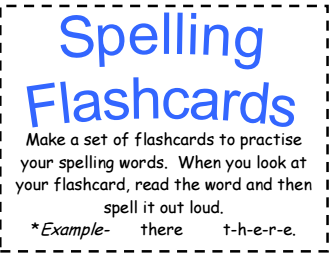 Spelling
Flashcards
Make a set of flashcards to practise
your spelling words.  When you look at
your flashcard, read the word and then
spell it out loud.
*Example-    there    t-h-e-r-e.